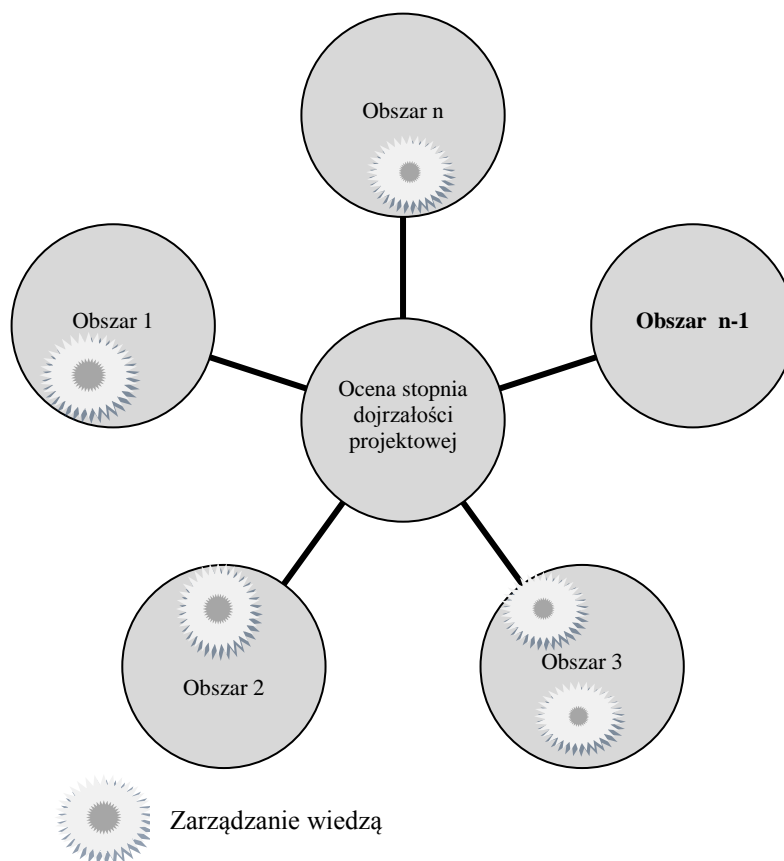 Obszar n
Obszar 1
Obszar n-1
Ocena stopnia
dojrzałości
projektowej
Obszar 3
Obszar 2
Zarządzanie wiedzą